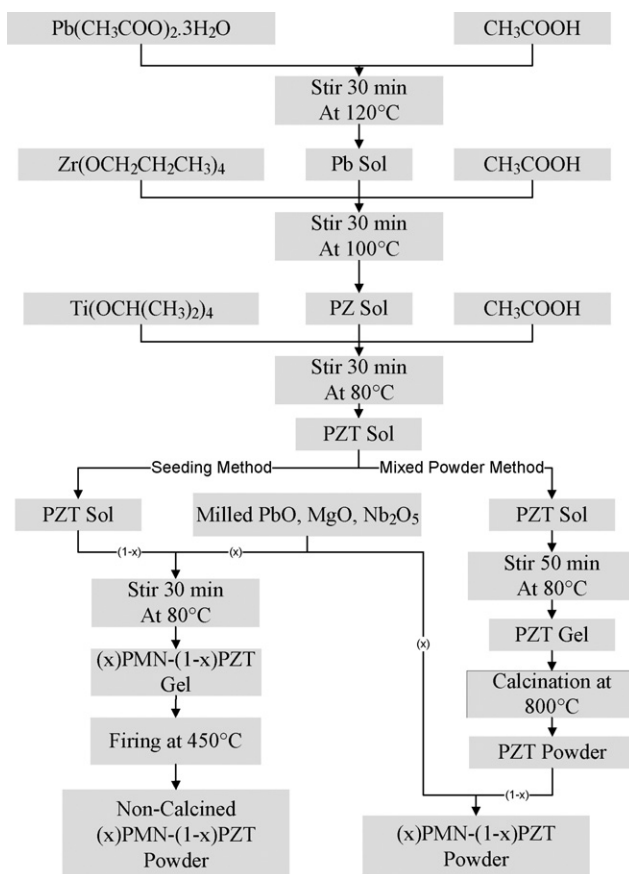 Pb(CH3COO)2.3H2O
CH3COOH
Stir 30 min
At 120°C
Zr(OCH2CH2CH3)4
Pb Sol
CH3COOH
Stir 30 min
At 100°C
Ti(OCH(CH3)2)4
PZ Sol
CH3COOH
Stir 30 min
At 80°C
PZT Sol
Seeding Method
Mixed Powder Method
PZT Sol
Milled PbO, MgO, Nb2O5
PZT Sol
(1-x)
(x)
Stir 30 min
At 80°C
Stir 50 min
At 80°C
(x)
(x)PMN-(1-x)PZT
Gel
PZT Gel
Calcination at
800°C
Firing at 450°C
PZT Powder
(1-x)
Non-Calcined
(x)PMN-(1-x)PZT
Powder
(x)PMN-(1-x)PZT
Powder